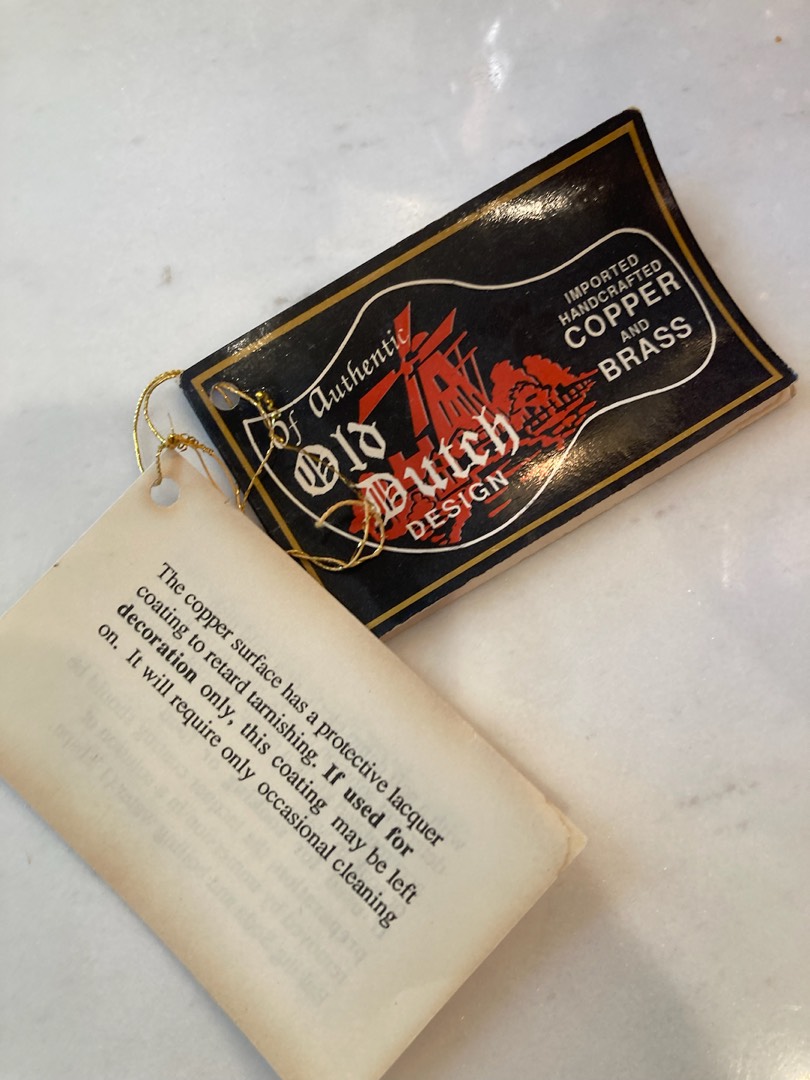 Of Authentic
Old
Dutch
DESIGN
IMPORTED
HANDCRAFTED
COPPER
AND
BRASS
The copper surface has a protective lacquer
coating to retard tarnishing. If used for
decoration only, this coating may be left
on. It will require only occasional cleaning